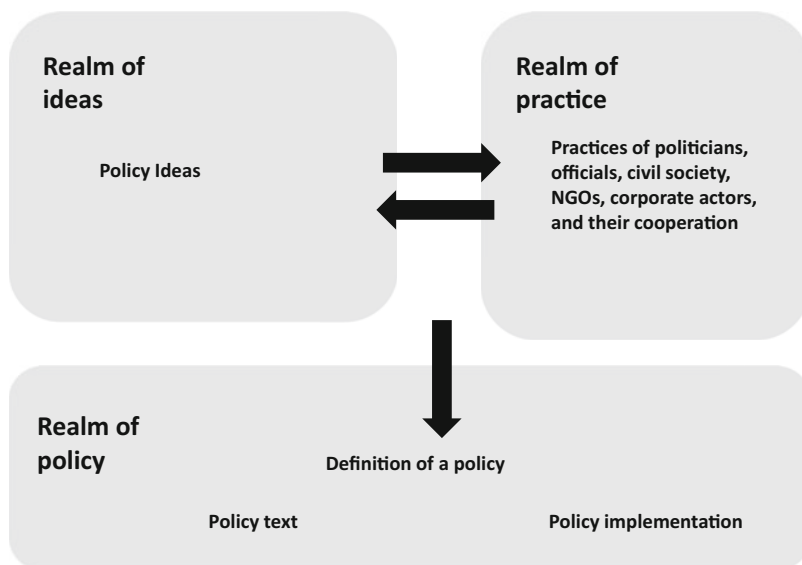 Realm of
ideas
Policy Ideas
Realm of
practice
Practices of politicians,
officials, civil society,
NGOs, corporate actors,
and their cooperation
Realm of
policy
Definition of a policy
Policy text
Policy implementation